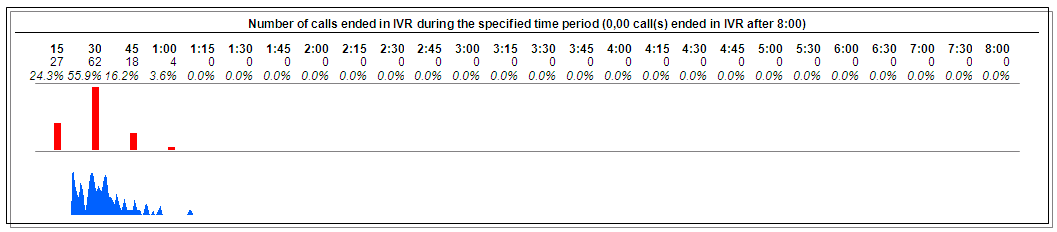 Number of calls ended in IVR during the specified time period (0,00 call(s) ended in IVR after 8:00)
15 30 45 1:00 1:15 1:30 1:45 2:00 2:15 2:30 2:45 3:00 3:15 3:30 3:45 4:00 4:15 4:30 4:45 5:00 5:30 6:00 6:30 7:00 7:30 8:00
27 62 18 4 0 0 0 0 0 0 0 0 0 0 0 0 0 0 0 0 0 0 0 0 0 0
24.3% 55.9% 16.2% 3.6% 0.0% 0.0% 0.0% 0.0% 0.0% 0.0% 0.0% 0.0% 0.0% 0.0% 0.0% 0.0% 0.0% 0.0% 0.0% 0.0% 0.0% 0.0% 0.0% 0.0% 0.0% 0.0%